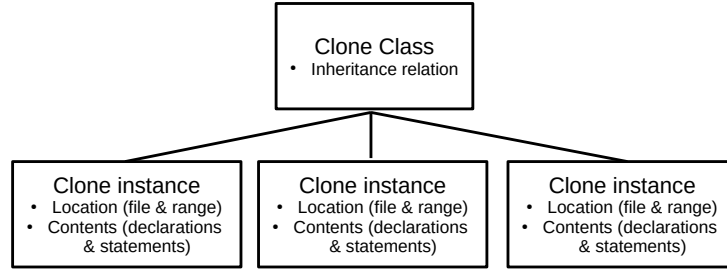 Clone Class
• Inheritance relation
Clone instance
• Location (file & range)
• Contents (declarations
& statements)
Clone instance
• Location (file & range)
• Contents (declarations
& statements)
Clone instance
• Location (file & range)
• Contents (declarations
& statements)